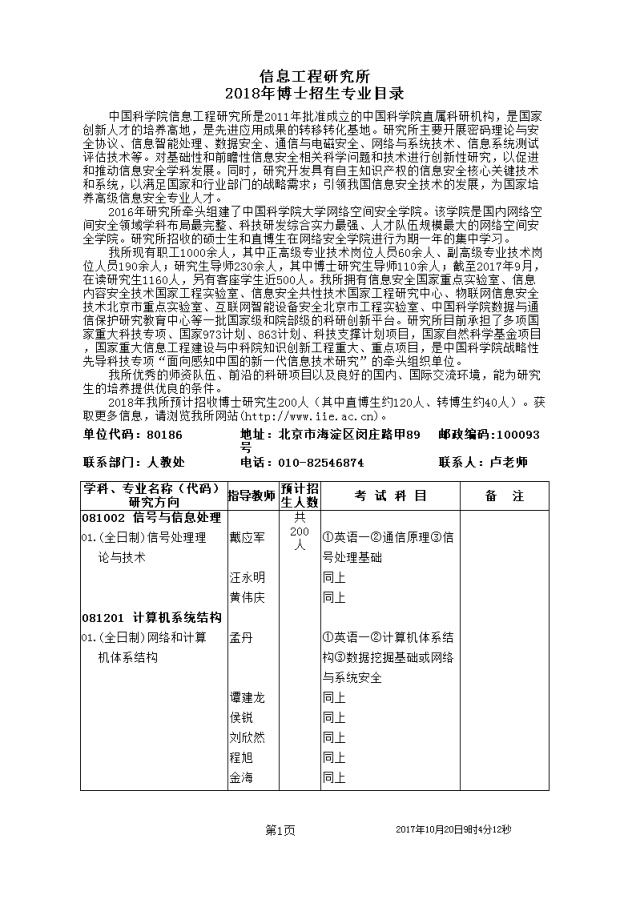 信息工程研究所
2018年博士招生专业目录
中国科学院信息工程研究所是2011年批准成立的中国科学院直属科研机构，是国家
创新人才的培养高地，是先进应用成果的转移转化基地。研究所主要开展密码理论与安
全协议、信息智能处理、数据安全、通信与电磁安全、网络与系统技术、信息系统测试
评估技术等。对基础性和前瞻性信息安全相关科学问题和技术进行创新性研究，以促进
和推动信息安全学科发展。同时，研究开发具有自主知识产权的信息安全核心关键技术
和系统，以满足国家和行业部门的战略需求；引领我国信息安全技术的发展，为国家培
养高级信息安全专业人才。
2016年研究所牵头组建了中国科学院大学网络空间安全学院。该学院是国内网络空
间安全领域学科布局最完整、科技研发综合实力最强、人才队伍规模最大的网络空间安
全学院。研究所招收的硕士生和直博生在网络安全学院进行为期一年的集中学习。
我所现有职工1000余人，其中正高级专业技术岗位人员60余人、副高级专业技术岗
位人员190余人；研究生导师230余人，其中博士研究生导师110余人；截至2017年9月，
在读研究生1160人，另有客座学生近500人。我所拥有信息安全国家重点实验室、信息
内容安全技术国家工程实验室、信息安全共性技术国家工程研究中心、物联网信息安全
技术北京市重点实验室、互联网智能设备安全北京市工程实验室、中国科学院数据与通
信保护研究教育中心等一批国家级和院部级的科研创新平台。研究所目前承担了多项国
家重大科技专项、国家973计划、863计划、科技支撑计划项目，国家自然科学基金项目
，国家重大信息工程建设与中科院知识创新工程重大、重点项目，是中国科学院战略性
先导科技专项“面向感知中国的新一代信息技术研究”的牵头组织单位。
我所优秀的师资队伍、前沿的科研项目以及良好的国内、国际交流环境，能为研究
生的培养提供优良的条件。
2018年我所预计招收博士研究生200人（其中直博生约120人、转博生约40人）。获
取更多信息，请浏览我所网站(http://www.iie.ac.cn)。
单位代码：80186 地址：北京市海淀区闵庄路甲89 邮政编码:100093
号
联系部门：人教处 电话：010-82546874 联系人：卢老师
学科、专业名称（代码） 指导教师 预计招 考 试 科 目 备 注
研究方向 生人数
081002 信号与信息处理 共
01.(全日制)信号处理理 戴应军 200 ①英语一②通信原理③信
论与技术 人 号处理基础
汪永明 同上
黄伟庆 同上
081201 计算机系统结构
01.(全日制)网络和计算 孟丹 ①英语一②计算机体系结
机体系结构 构③数据挖掘基础或网络
与系统安全
谭建龙 同上
侯锐 同上
刘欣然 同上
程旭 同上
金海 同上
第1页 2017年10月20日9时4分12秒